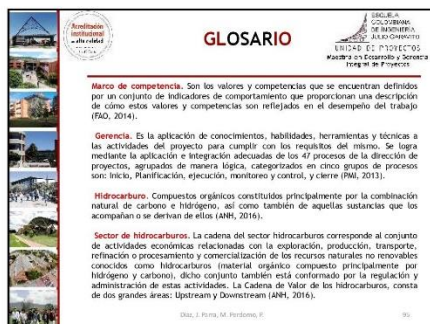 Acreditación
institucional
de alta calidad
GLOSARIO
ESCUELA
COLOMBIANA
DE INGENIERÍA
JULIO GARAVITO
UNIDAD DE PROYECTOS
Maestría en Desarrollo y Gerencia
Integral de Proyectos
Marco de competencia. Son los valores y competencias que se encuentran definidos
por un conjunto de indicadores de comportamiento que proporcionan una descripción
de cómo estos valores y competencias son reflejados en el desempeño del trabajo
(FAO, 2014).
Gerencia. Es la aplicación de conocimientos, habilidades, herramientas y técnicas a
las actividades del proyecto para cumplir con los requisitos del mismo. Se logra
mediante la aplicación e integración adecuadas de los 47 procesos de la dirección de
proyectos, agrupados de manera lógica, categorizados en cinco grupos de procesos
son: Inicio, Planificación, ejecución, monitoreo y control, y cierre (PMI, 2013).
Hidrocarburo. Compuestos orgánicos constituidos principalmente por la combinación
natural de carbono e hidrógeno, así como también de aquellas sustancias que los
acompañan o se derivan de ellos (ANH, 2016).
Sector de hidrocarburos. La cadena del sector hidrocarburos corresponde al conjunto
de actividades económicas relacionadas con la exploración, producción, transporte,
refinación o procesamiento y comercialización de los recursos naturales no renovables
conocidos como hidrocarburos (material orgánico compuesto principalmente por
hidrógeno y carbono), dicho conjunto también está conformado por la regulación y
administración de estas actividades. La Cadena de Valor de los hidrocarburos, consta
de dos grandes áreas: Upstream y Downstream (ANH, 2016).
Díaz, J. Parra, M. Perdomo, P.
95